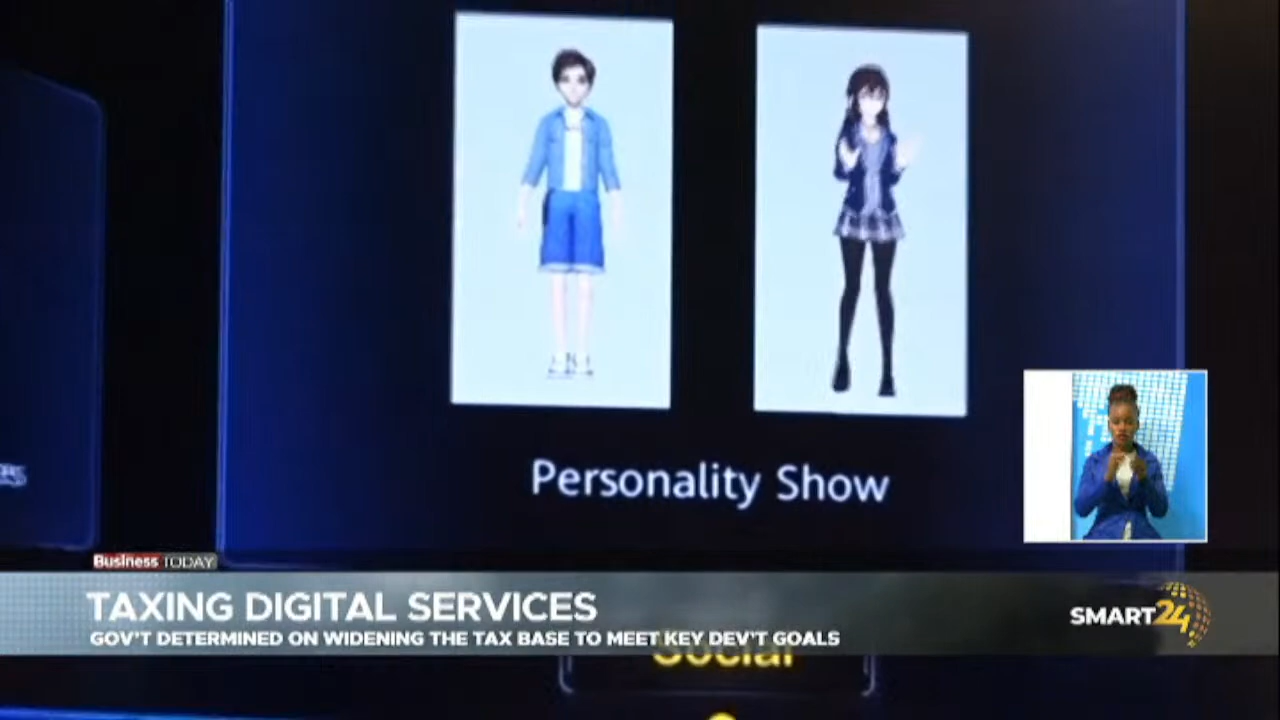 Personality Show
Business TODAY
TAXING DIGITAL SERVICES
GOV'T DETERMINED ON WIDENING THE TAX BASE TO MEET KEY DEV'T GOALS
SMART24
Social